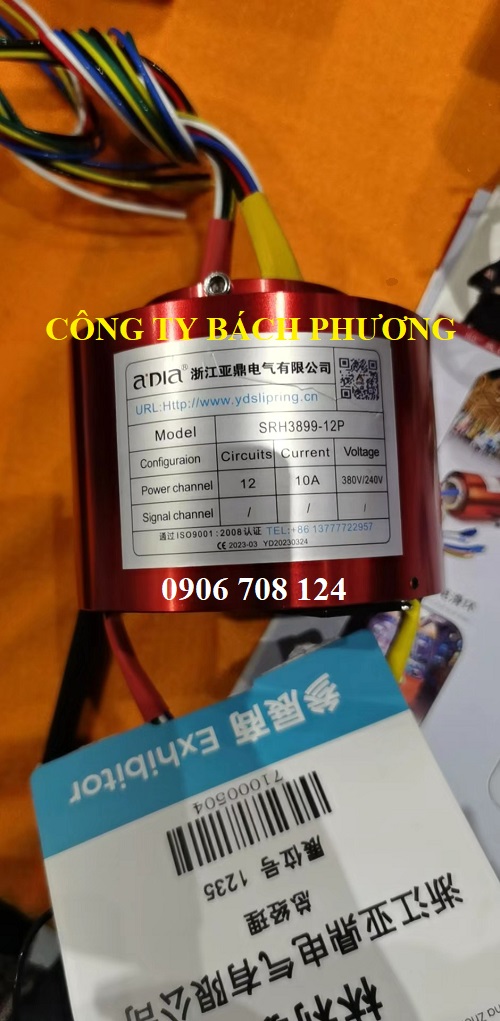 CÔNG TY BÁCH PHƯƠNG
aDIA® 浙江亚鼎电气有限公司
URL:Http://www.ydslipring.cn
Model SRH3899-12P
Configuraion Circuits Current Voltage
Power channel 12 10A 380V/240V
Signal channel / / /
通过ISO9001:2008认证 TEL:+86 13777722957
CE 2023-03 YD20230324
0906 708 124
参展商 Exhibitor
71000504
展位号 1235
总经理
浙江亚鼎电气有限公司